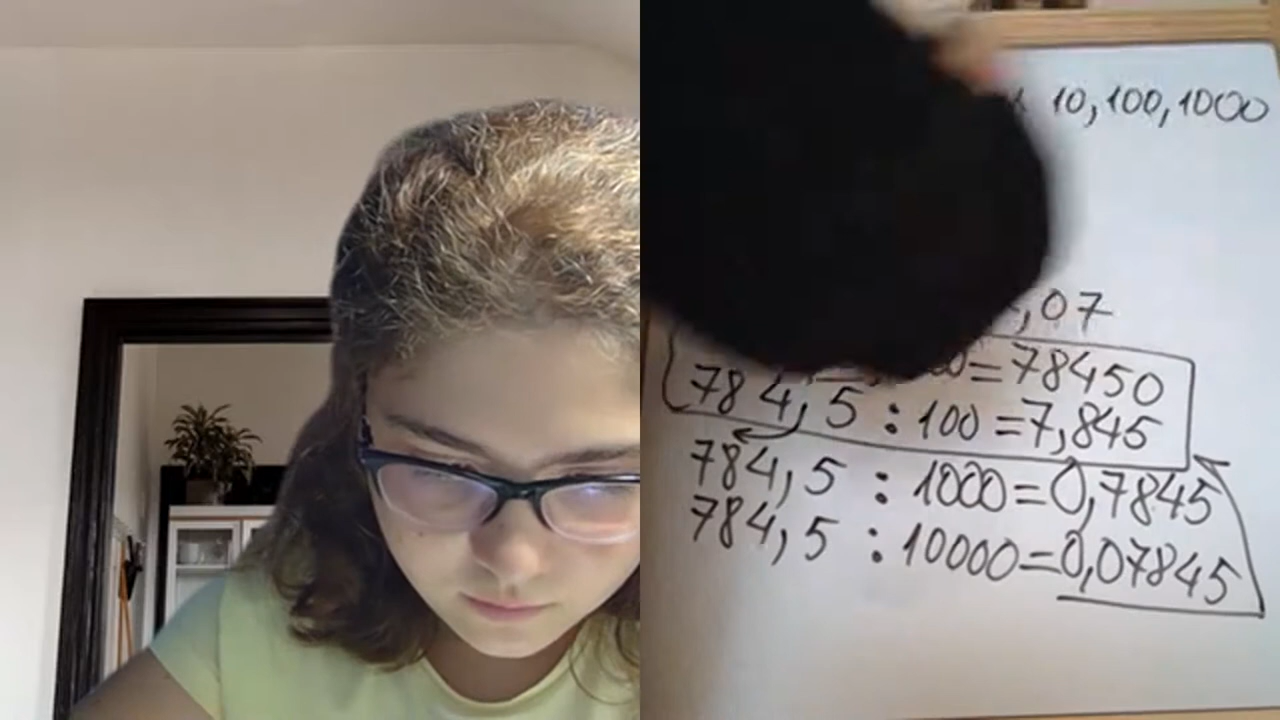 10, 100, 1000
,07
=78450
784,5 : 100 =7,845
784,5 : 1000=0,7845
784,5 : 10000=0,07845